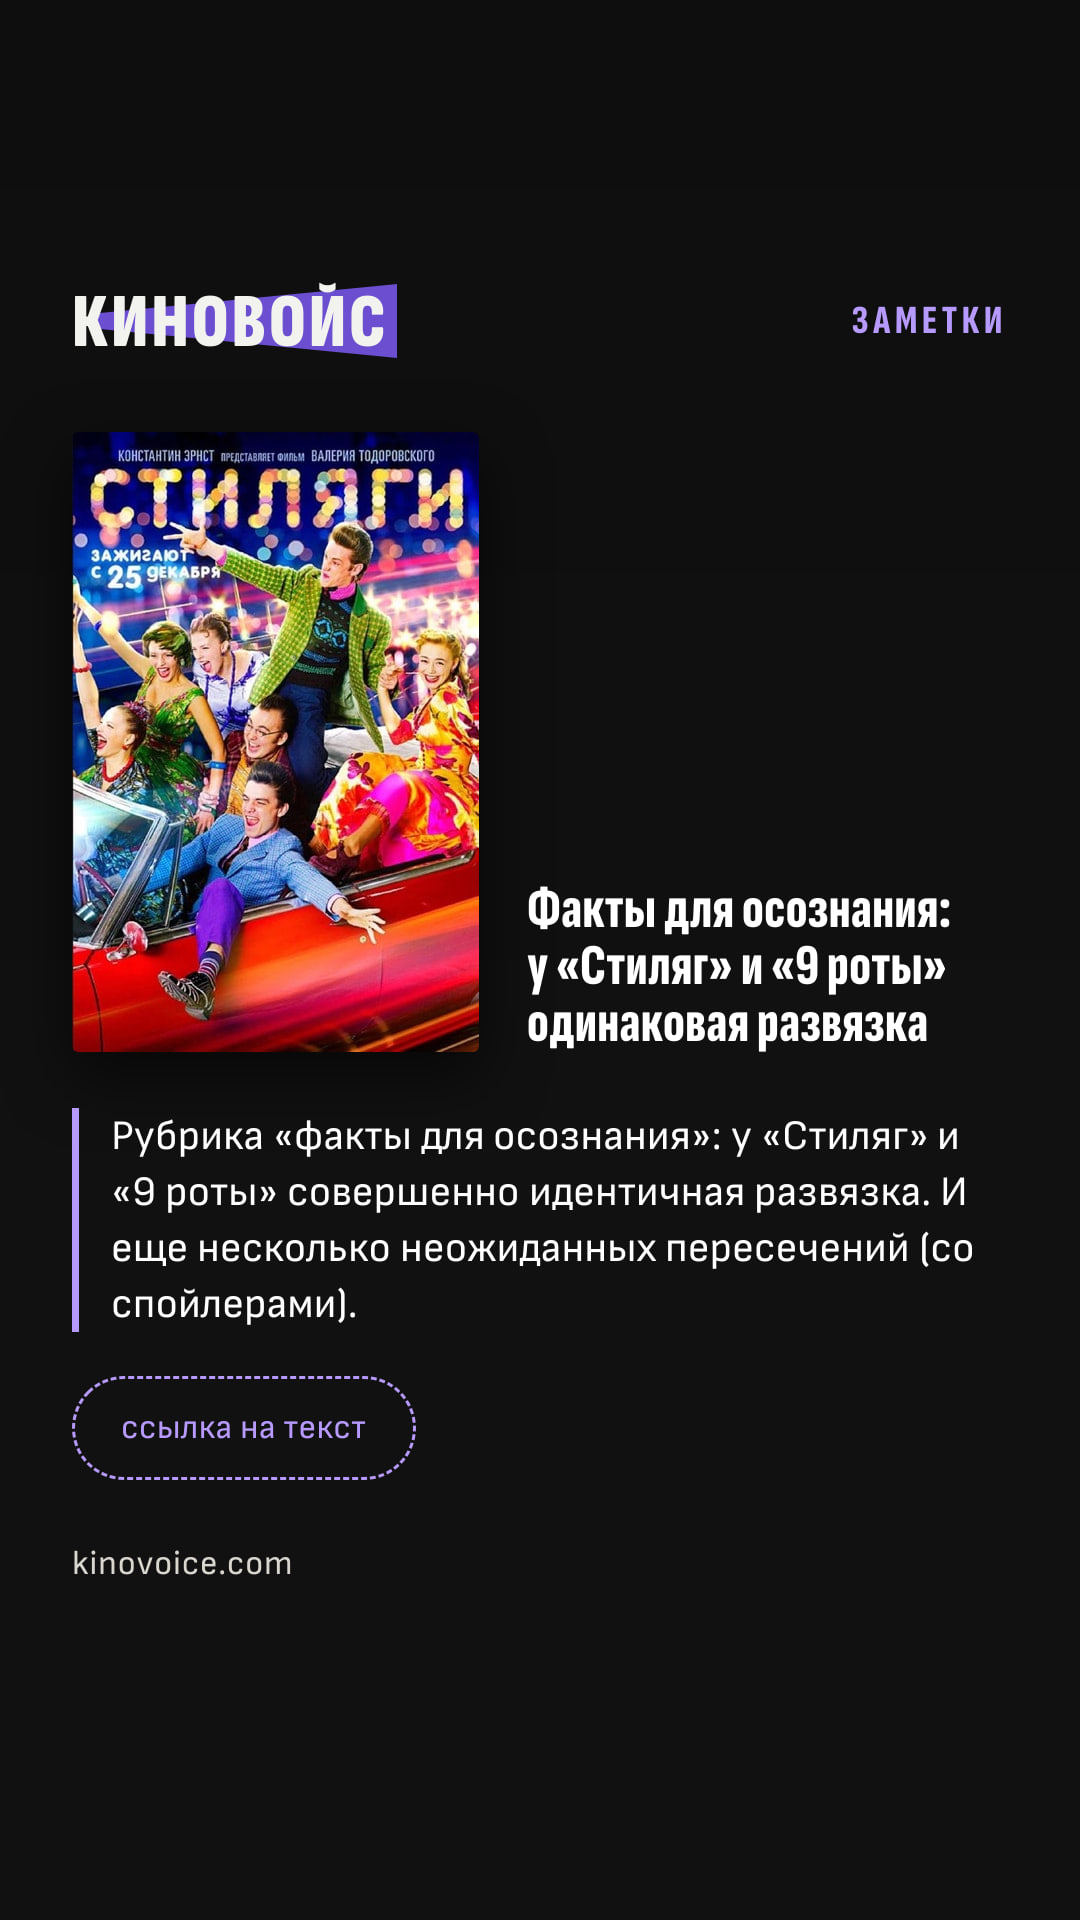 КИНОВОЙС
ЗАМЕТКИ
КОНСТАНТИН ЭРНСТ ПРЕДСТАВЛЯЕТ ФИЛЬМ ВАЛЕРИЯ ТОДОРОВСКОГО
СТИЛЯГИ
ЗАЖИГАЮТ
С 25 ДЕКАБРЯ
Факты для осознания:
у «Стиляг» и «9 роты»
одинаковая развязка
Рубрика «факты для осознания»: у «Стиляг» и
«9 роты» совершенно идентичная развязка. И
еще несколько неожиданных пересечений (со
спойлерами).
ссылка на текст
kinovoice.com